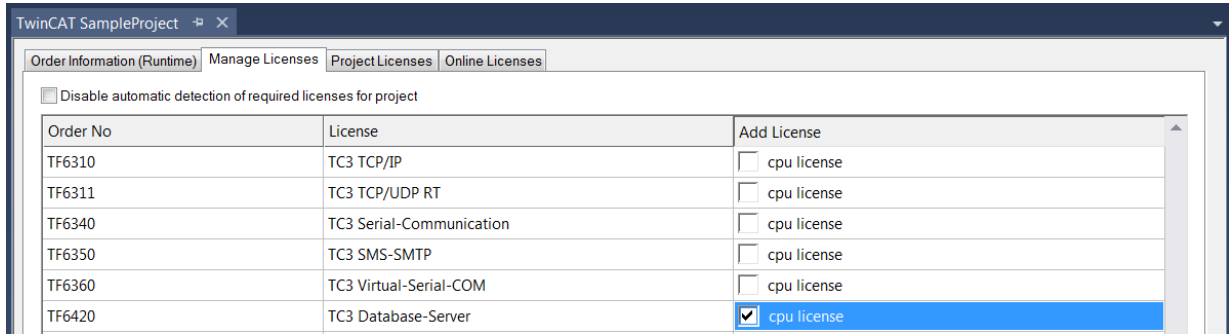 TwinCAT SampleProject
Order Information (Runtime) Manage Licenses Project Licenses Online Licenses
Disable automatic detection of required licenses for project
Order No License Add License
TF6310 TC3 TCP/IP cpu license
TF6311 TC3 TCP/UDP RT cpu license
TF6340 TC3 Serial-Communication cpu license
TF6350 TC3 SMS-SMTP cpu license
TF6360 TC3 Virtual-Serial-COM cpu license
TF6420 TC3 Database-Server cpu license